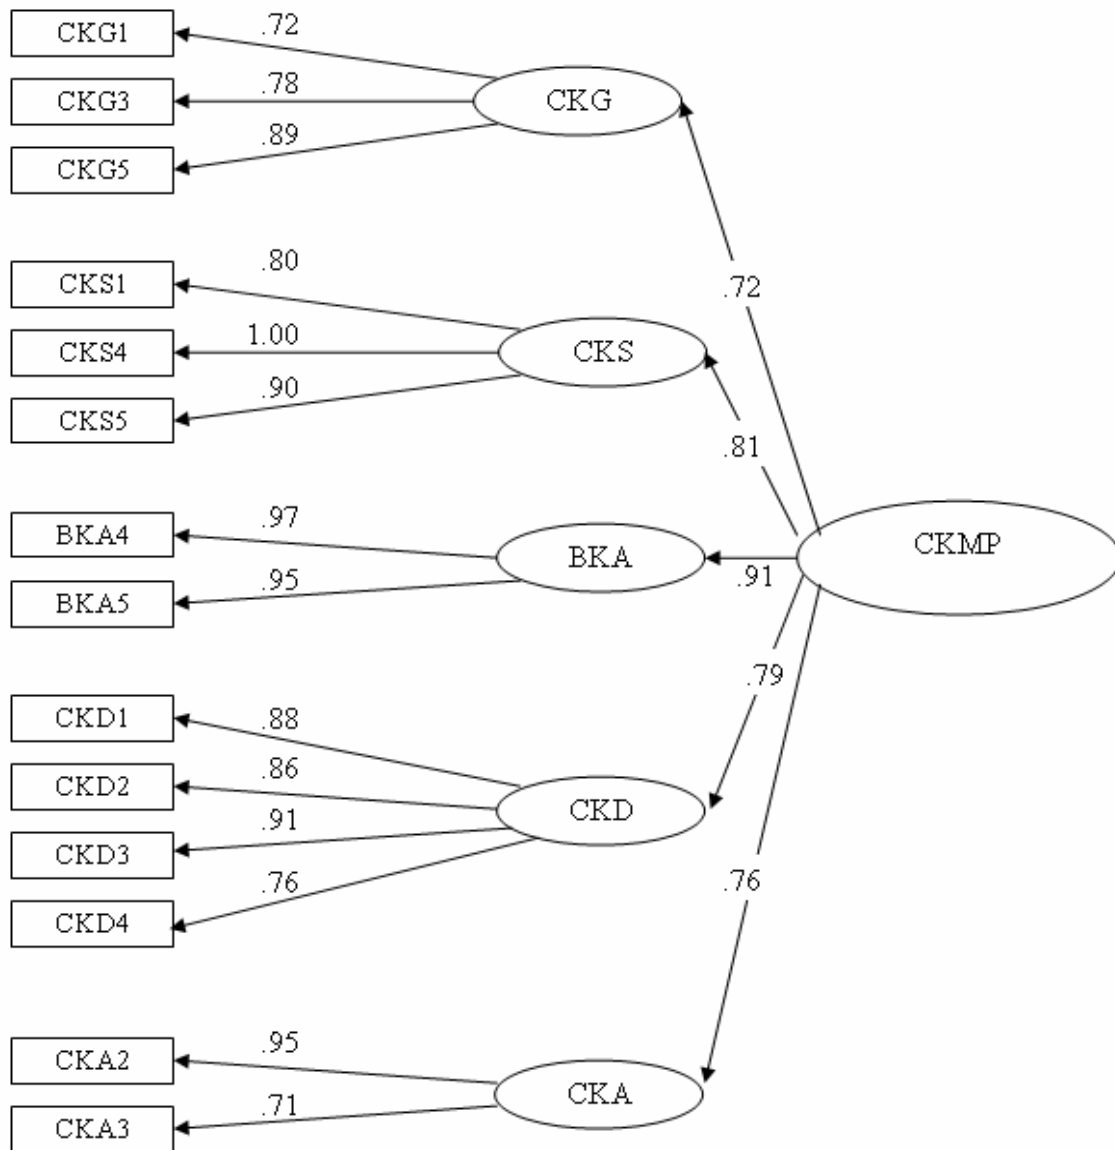 CKG1
.72
CKG3
.78
CKG
CKG5
.89
.72
CKS1
.80
CKS4
1.00
CKS
CKS5
.90
.81
BKA4
.97
BKA
BKA5
.95
.91
CKMP
.79
CKD1
.88
CKD2
.86
CKD
CKD3
.91
CKD4
.76
.76
CKA2
.95
CKA
CKA3
.71